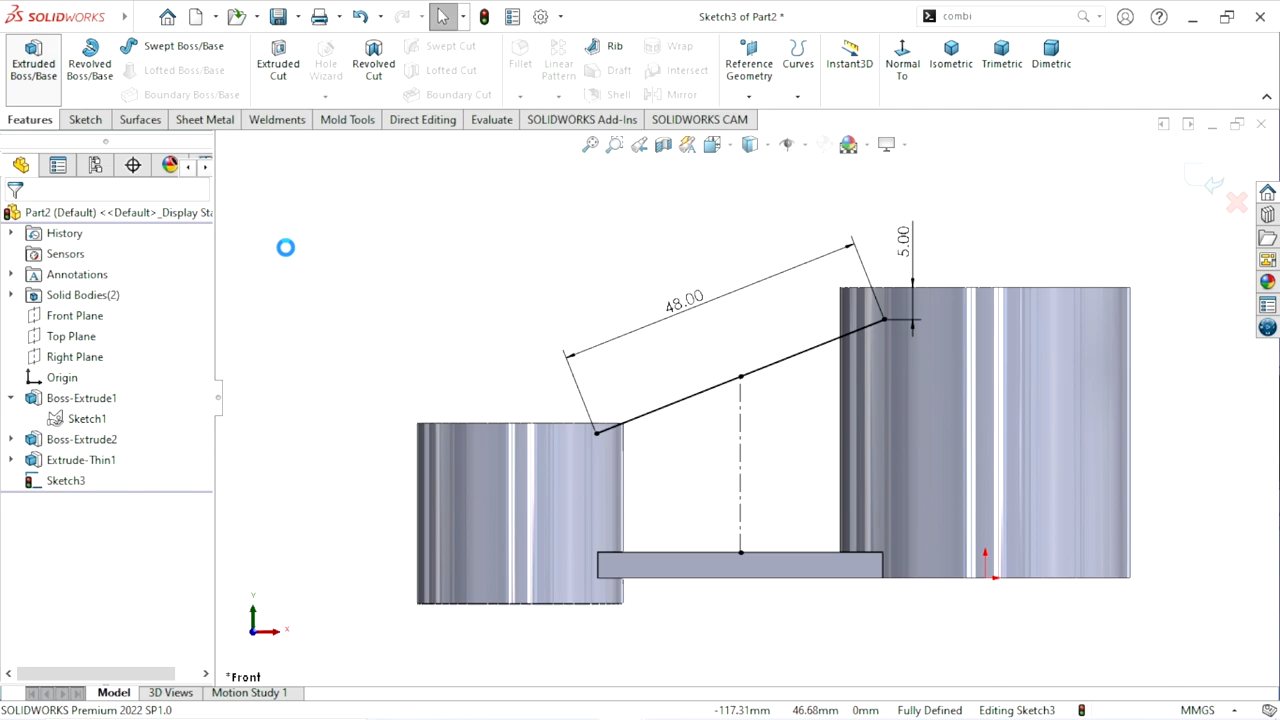 SOLIDWORKS
Sketch3 of Part2 *
combi
Extruded Boss/Base
Revolved Boss/Base
Swept Boss/Base
Lofted Boss/Base
Boundary Boss/Base
Extruded Cut
Hole Wizard
Revolved Cut
Swept Cut
Lofted Cut
Boundary Cut
Fillet
Linear Pattern
Rib
Draft
Shell
Wrap
Intersect
Mirror
Reference Geometry
Curves
Instant3D
Normal To
Isometric
Trimetric
Dimetric
Features
Sketch
Surfaces
Sheet Metal
Weldments
Mold Tools
Direct Editing
Evaluate
SOLIDWORKS Add-Ins
SOLIDWORKS CAM
Part2 (Default) <<Default>_Display Sta
History
Sensors
Annotations
Solid Bodies(2)
Front Plane
Top Plane
Right Plane
Origin
Boss-Extrude1
Sketch1
Boss-Extrude2
Extrude-Thin1
Sketch3
48.00
5.00
Y
X
*Front
Model
3D Views
Motion Study 1
SOLIDWORKS Premium 2022 SP1.0
-117.31mm
46.68mm
0mm
Fully Defined
Editing Sketch3
MMGS